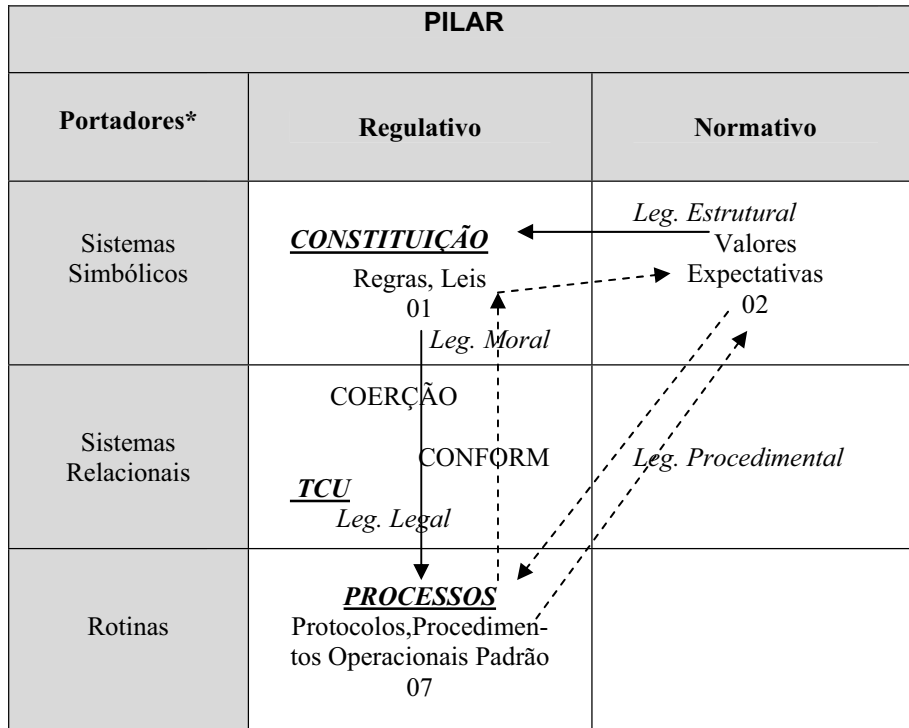 PILAR
Portadores*
Regulativo
Normativo
Sistemas
Simbólicos
CONSTITUIÇÃO
Regras, Leis
01
Leg. Moral
Leg. Estrutural
Valores
Expectativas
02
Sistemas
Relacionais
COERÇÃO
CONFORM
TCU
Leg. Legal
Leg. Procedimental
Rotinas
PROCESSOS
Protocolos,Procedimen-
tos Operacionais Padrão
07